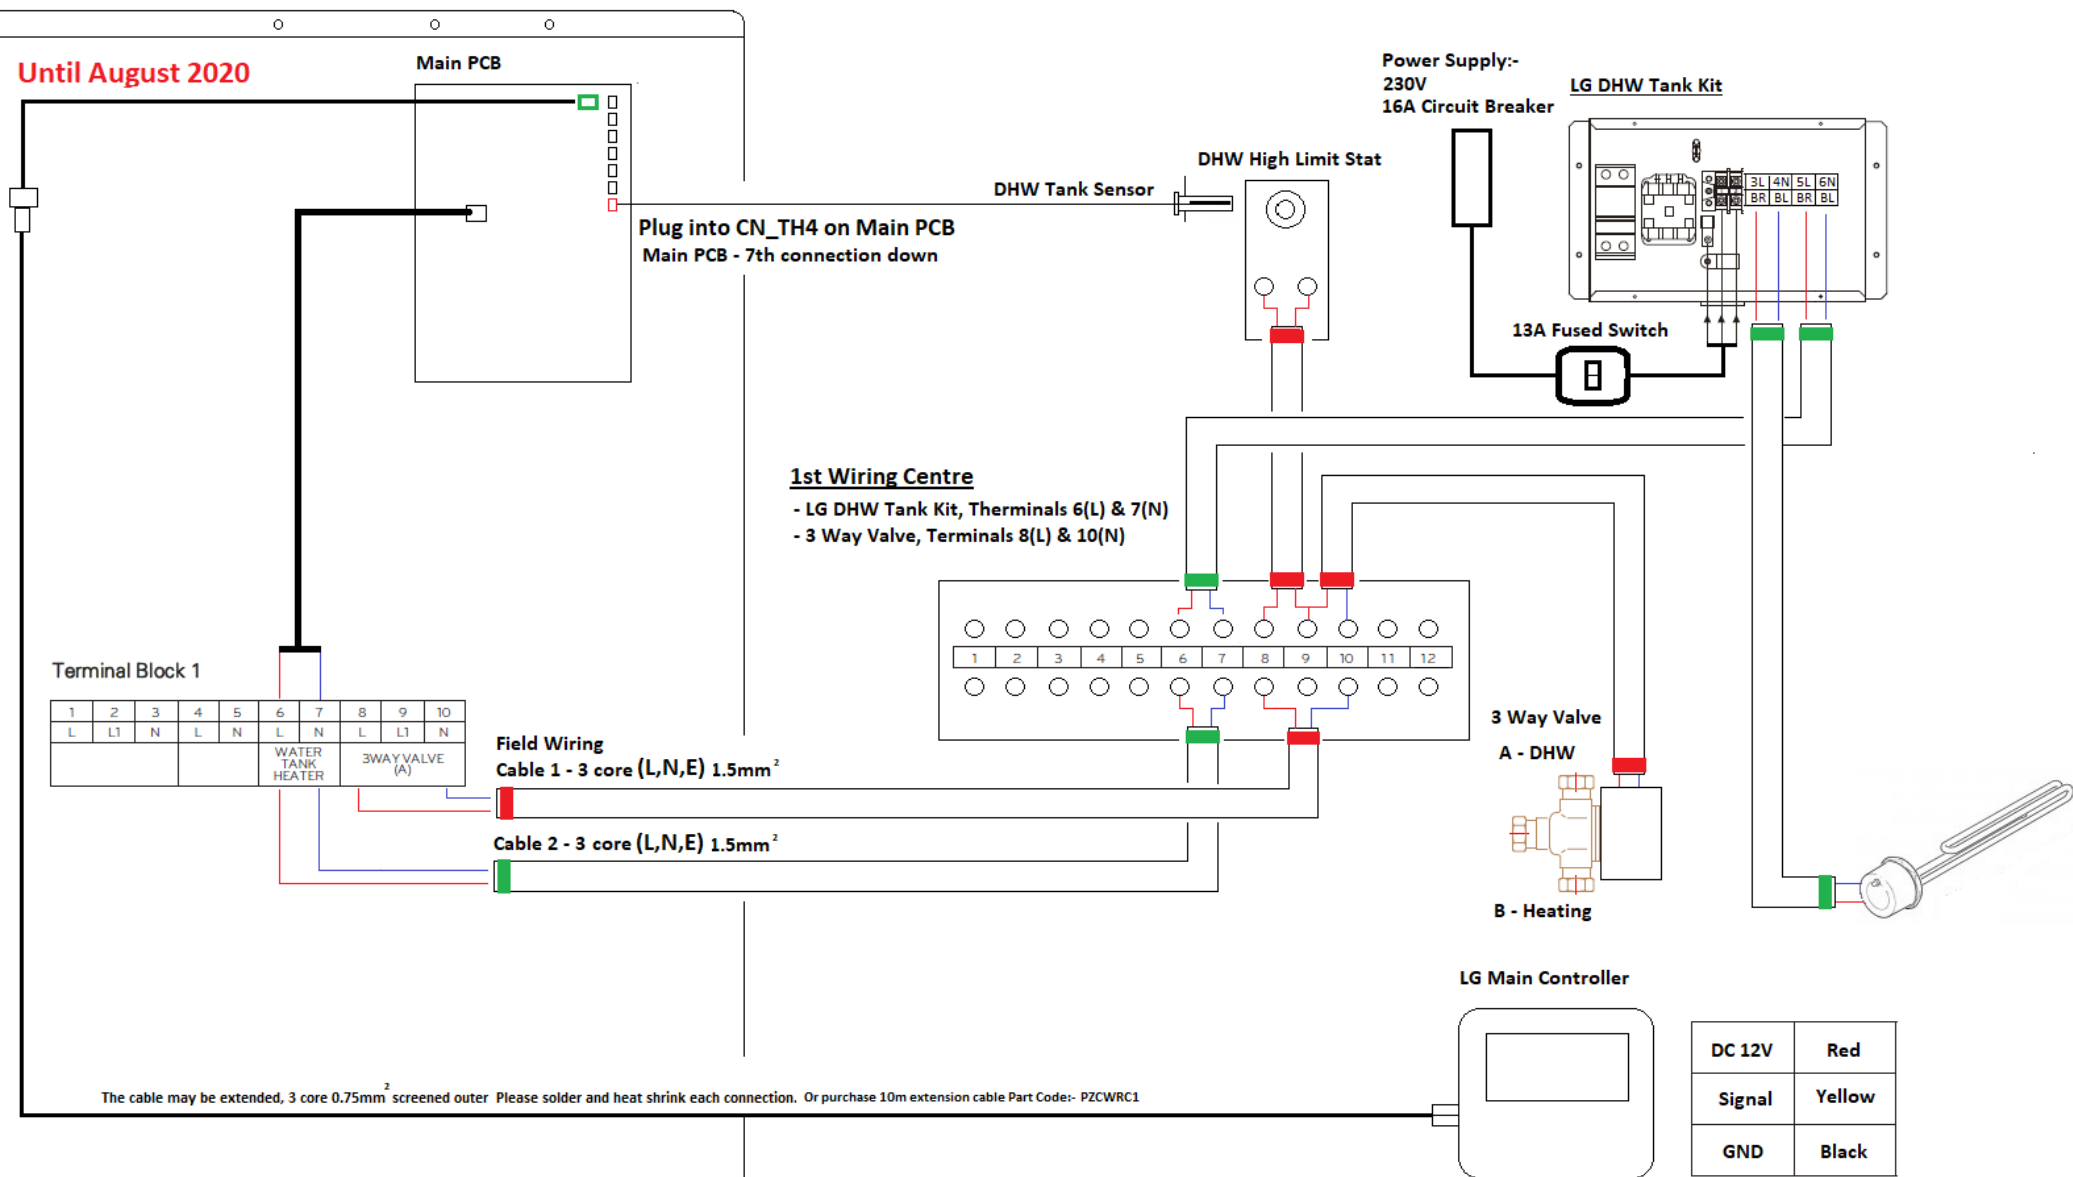 Until August 2020
Main PCB
Power Supply:-
230V
16A Circuit Breaker
LG DHW Tank Kit
DHW High Limit Stat
DHW Tank Sensor
3L 4N 5L 6N
BR BL BR BL
Plug into CN_TH4 on Main PCB
Main PCB - 7th connection down
13A Fused Switch
1st Wiring Centre
- LG DHW Tank Kit, Therminals 6(L) & 7(N)
- 3 Way Valve, Terminals 8(L) & 10(N)
1 2 3 4 5 6 7 8 9 10 11 12
Terminal Block 1
1 2 3 4 5 6 7 8 9 10
L L1 N L N L N L L1 N
WATER
TANK
HEATER
3WAY VALVE
(A)
Field Wiring
Cable 1 - 3 core (L,N,E) 1.5mm²
Cable 2 - 3 core (L,N,E) 1.5mm²
3 Way Valve
A - DHW
B - Heating
LG Main Controller
DC 12V Red
Signal Yellow
GND Black
The cable may be extended, 3 core 0.75mm² screened outer Please solder and heat shrink each connection. Or purchase 10m extension cable Part Code:- PZCWRC1